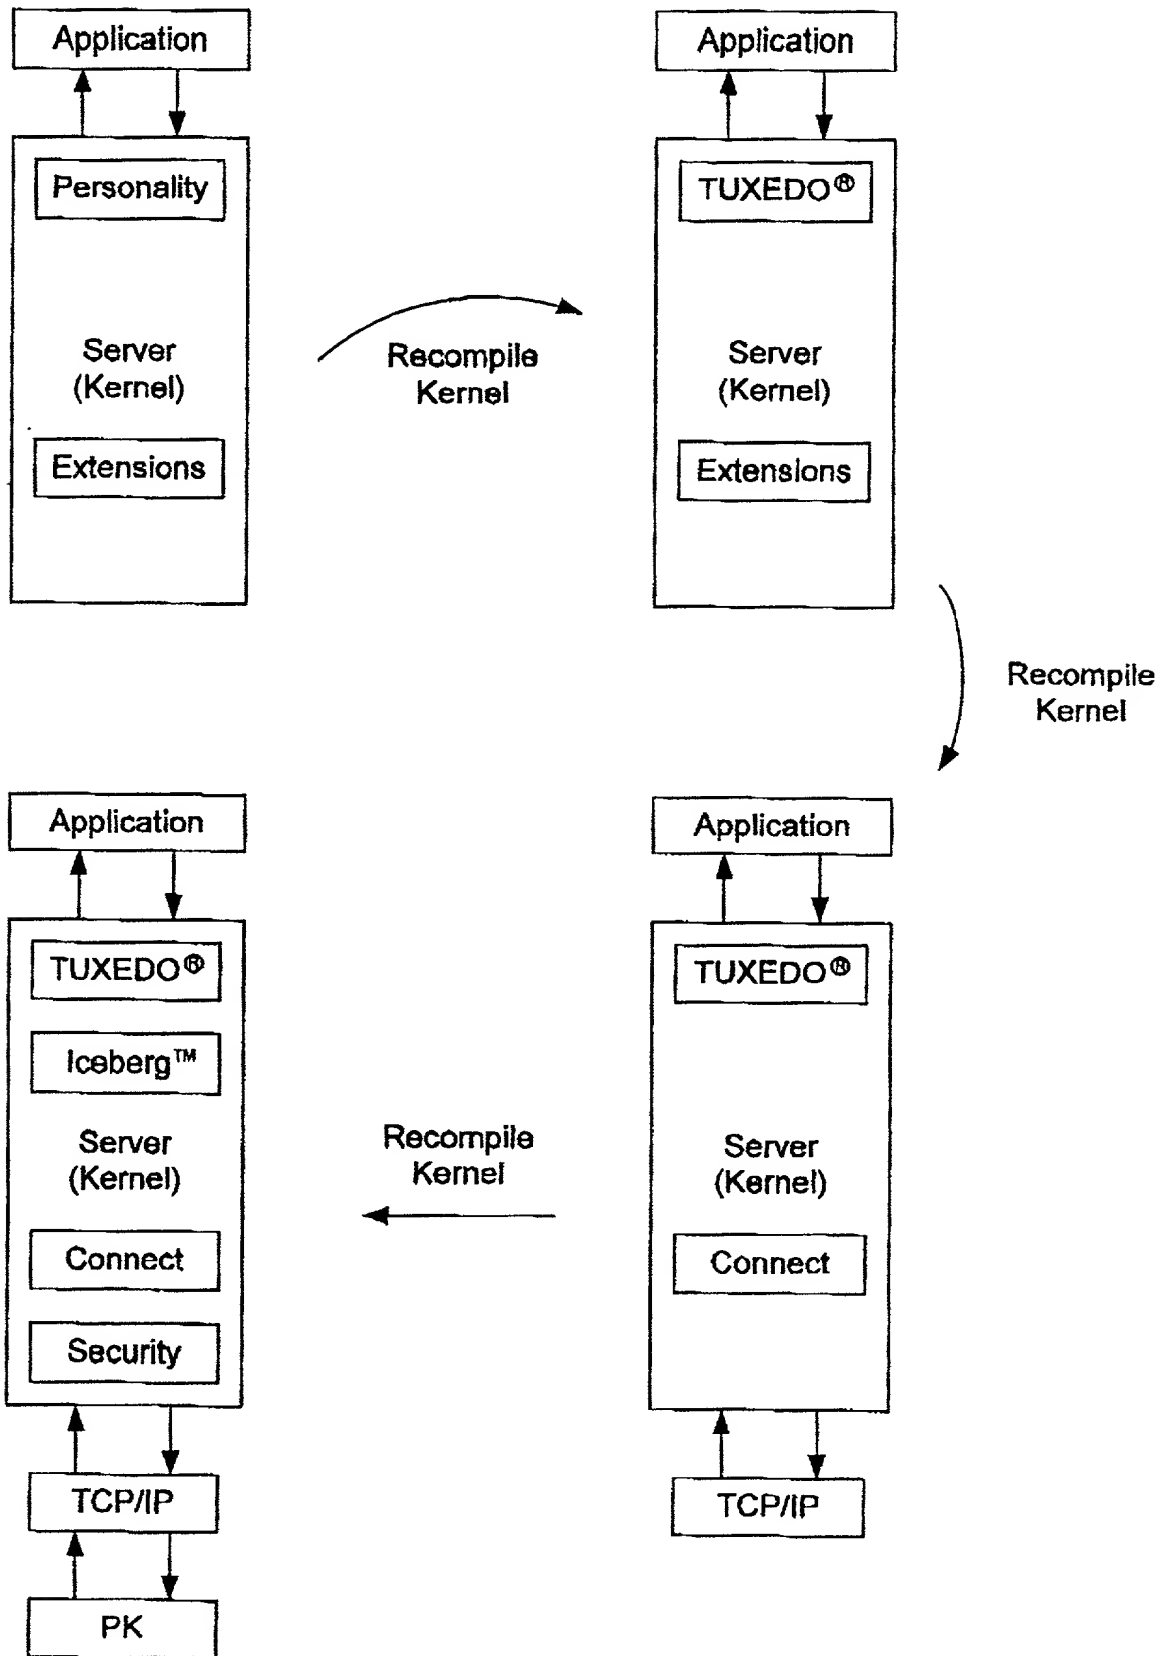 Application
Personality
Server
(Kernel)
Extensions
Recompile
Kernel
Application
TUXEDO®
Server
(Kernel)
Extensions
Recompile
Kernel
Application
TUXEDO®
Server
(Kernel)
Connect
TCP/IP
Recompile
Kernel
Application
TUXEDO®
Iceberg™
Server
(Kernel)
Connect
Security
TCP/IP
PK